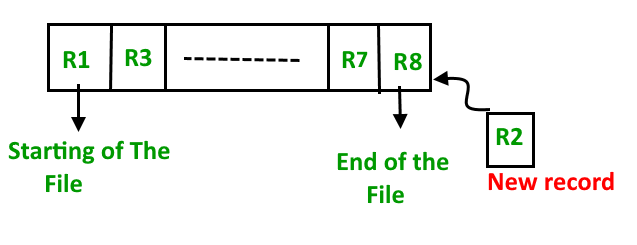 R1 R3 R7 R8
R2
Starting of The
File
End of the
File
New record